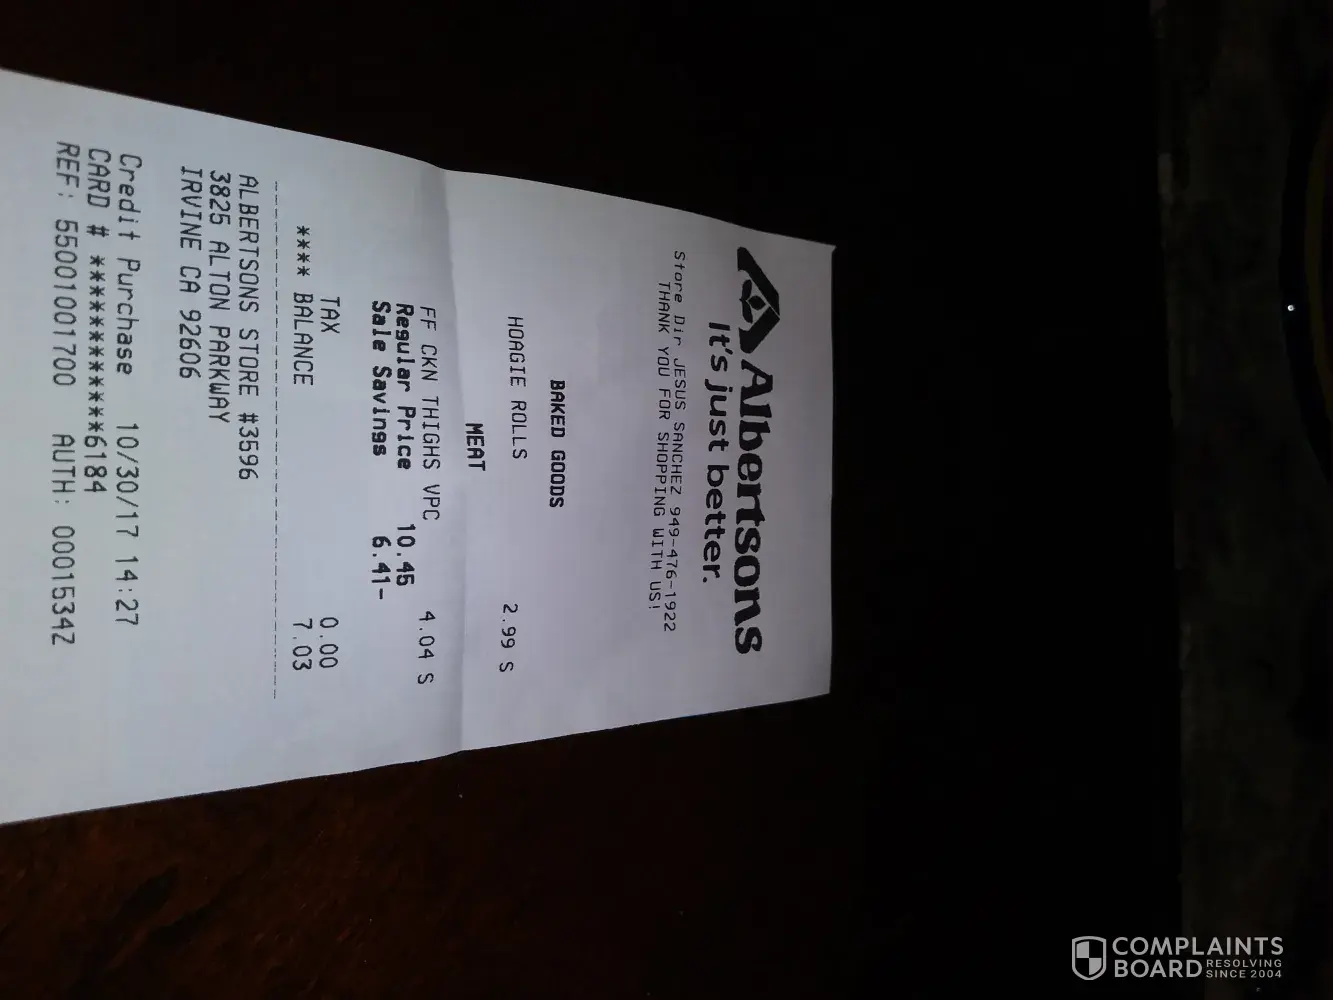 Albertsons
It's just better.
Store Dir JESUS SANCHEZ 949-476-1922
THANK YOU FOR SHOPPING WITH US!
BAKED GOODS
HOAGIE ROLLS 2.99 S
MEAT
FF CKN THIGHS VPC 4.04 S
Regular Price 10.45
Sale Savings 6.41-
TAX 0.00
**** BALANCE 7.03
ALBERTSONS STORE #3596
3825 ALTON PARKWAY
IRVINE CA 92606
Credit Purchase 10/30/17 14:27
CARD # ************6184
REF: 55001001700 AUTH: 00015342
COMPLAINTS
BOARD RESOLVING
SINCE 2004